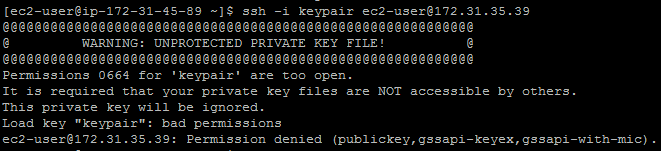 [ec2-user@ip-172-31-45-89 ~]$ ssh -i keypair ec2-user@172.31.35.39
@@@@@@@@@@@@@@@@@@@@@@@@@@@@@@@@@@@@@@@@@@@@@@@@@@@@@@@@@@@
@         WARNING: UNPROTECTED PRIVATE KEY FILE!          @
@@@@@@@@@@@@@@@@@@@@@@@@@@@@@@@@@@@@@@@@@@@@@@@@@@@@@@@@@@@
Permissions 0664 for 'keypair' are too open.
It is required that your private key files are NOT accessible by others.
This private key will be ignored.
Load key "keypair": bad permissions
ec2-user@172.31.35.39: Permission denied (publickey,gssapi-keyex,gssapi-with-mic).